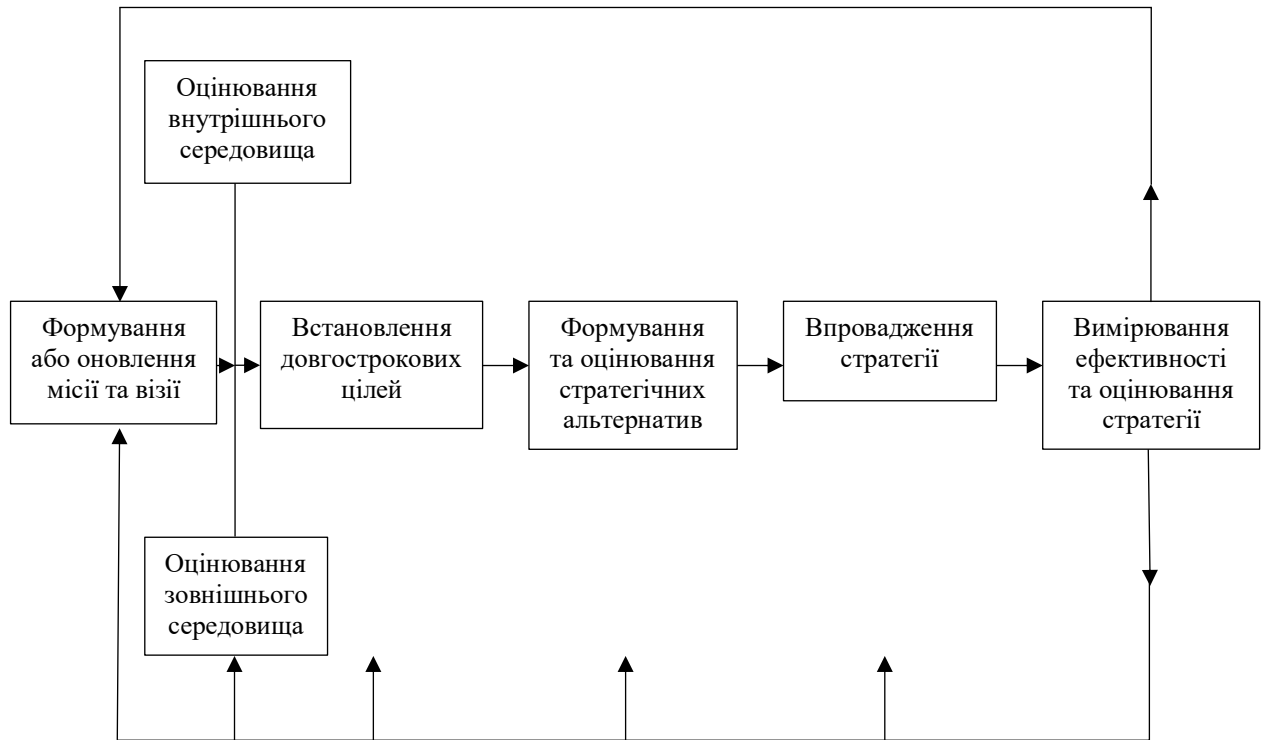 Оцінювання
внутрішнього
середовища
Формування
або оновлення
місії та візії
Встановлення
довгострокових
цілей
Формування
та оцінювання
стратегічних
альтернатив
Впровадження
стратегії
Вимірювання
ефективності
та оцінювання
стратегії
Оцінювання
зовнішнього
середовища